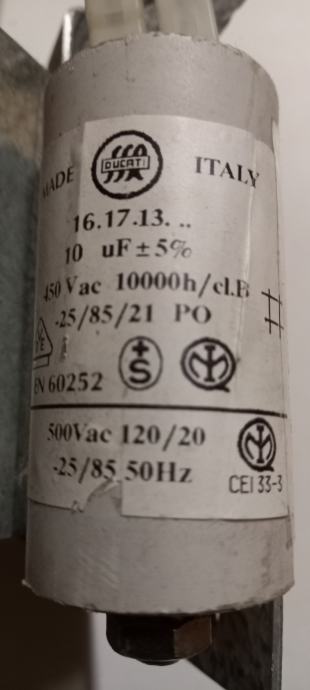 MADE DUCATI ITALY
16.17.13. ..
10 uF ± 5%
450 Vac 10000h/cl.B
-25/85/21 PO
EN 60252
500Vac 120/20
-25/85 50Hz
CEI 33-3